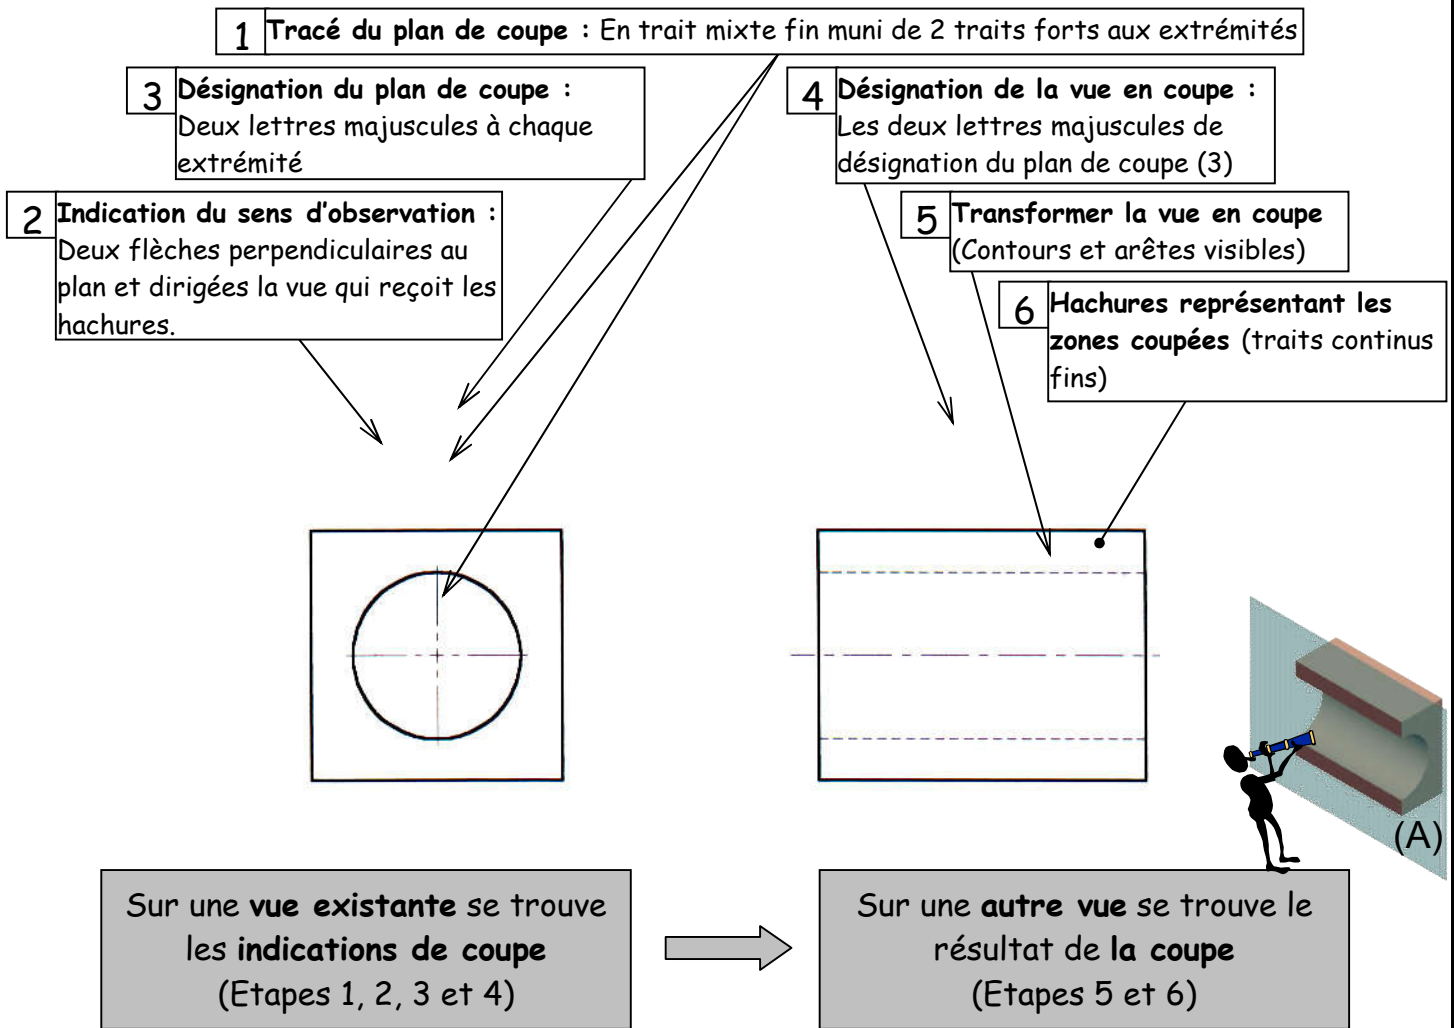 1 Tracé du plan de coupe : En trait mixte fin muni de 2 traits forts aux extrémités
3 Désignation du plan de coupe :
Deux lettres majuscules à chaque
extrémité
4 Désignation de la vue en coupe :
Les deux lettres majuscules de
désignation du plan de coupe (3)
2 Indication du sens d'observation :
Deux flèches perpendiculaires au
plan et dirigées la vue qui reçoit les
hachures.
5 Transformer la vue en coupe
(Contours et arêtes visibles)
6 Hachures représentant les
zones coupées (traits continus
fins)
(A)
Sur une vue existante se trouve
les indications de coupe
(Etapes 1, 2, 3 et 4)
Sur une autre vue se trouve le
résultat de la coupe
(Etapes 5 et 6)